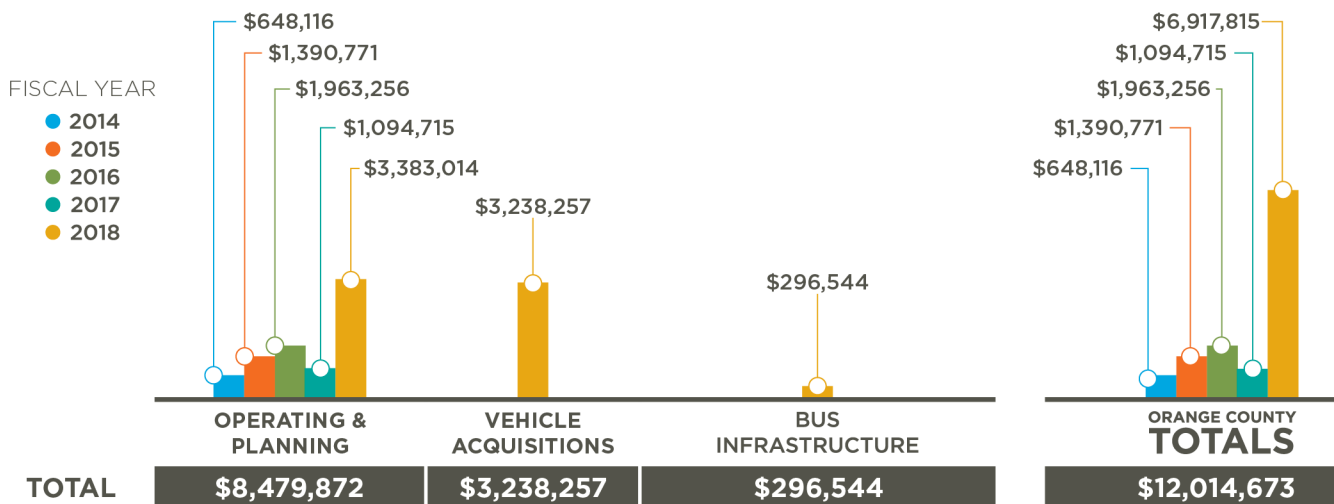 $648,116
$1,390,771
$1,963,256
$1,094,715
$3,383,014
$3,238,257
$296,544
$6,917,815
$1,094,715
$1,963,256
$1,390,771
$648,116
FISCAL YEAR
2014
2015
2016
2017
2018
OPERATING &
PLANNING
VEHICLE
ACQUISITIONS
BUS
INFRASTRUCTURE
ORANGE COUNTY
TOTALS
TOTAL $8,479,872 $3,238,257 $296,544 $12,014,673